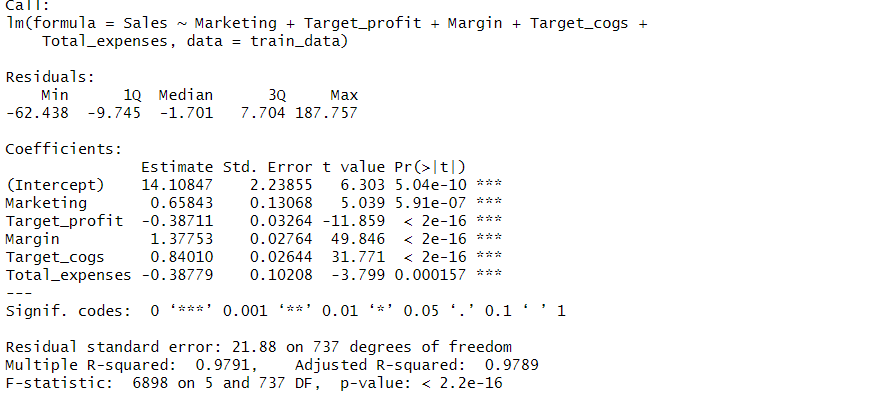 Call:
lm(formula = Sales ~ Marketing + Target_profit + Margin + Target_cogs +
    Total_expenses, data = train_data)

Residuals:
    Min      1Q  Median      3Q     Max
-62.438  -9.745  -1.701   7.704 187.757

Coefficients:
               Estimate Std. Error t value Pr(>|t|)
(Intercept)    14.10847    2.23855   6.303 5.04e-10 ***
Marketing       0.65843    0.13068   5.039 5.91e-07 ***
Target_profit  -0.38711    0.03264 -11.859  < 2e-16 ***
Margin          1.37753    0.02764  49.846  < 2e-16 ***
Target_cogs     0.84010    0.02644  31.771  < 2e-16 ***
Total_expenses -0.38779    0.10208  -3.799 0.000157 ***
---
Signif. codes:  0 ‘***’ 0.001 ‘**’ 0.01 ‘*’ 0.05 ‘.’ 0.1 ‘ ’ 1

Residual standard error: 21.88 on 737 degrees of freedom
Multiple R-squared:  0.9791,    Adjusted R-squared:  0.9789
F-statistic:  6898 on 5 and 737 DF,  p-value: < 2.2e-16